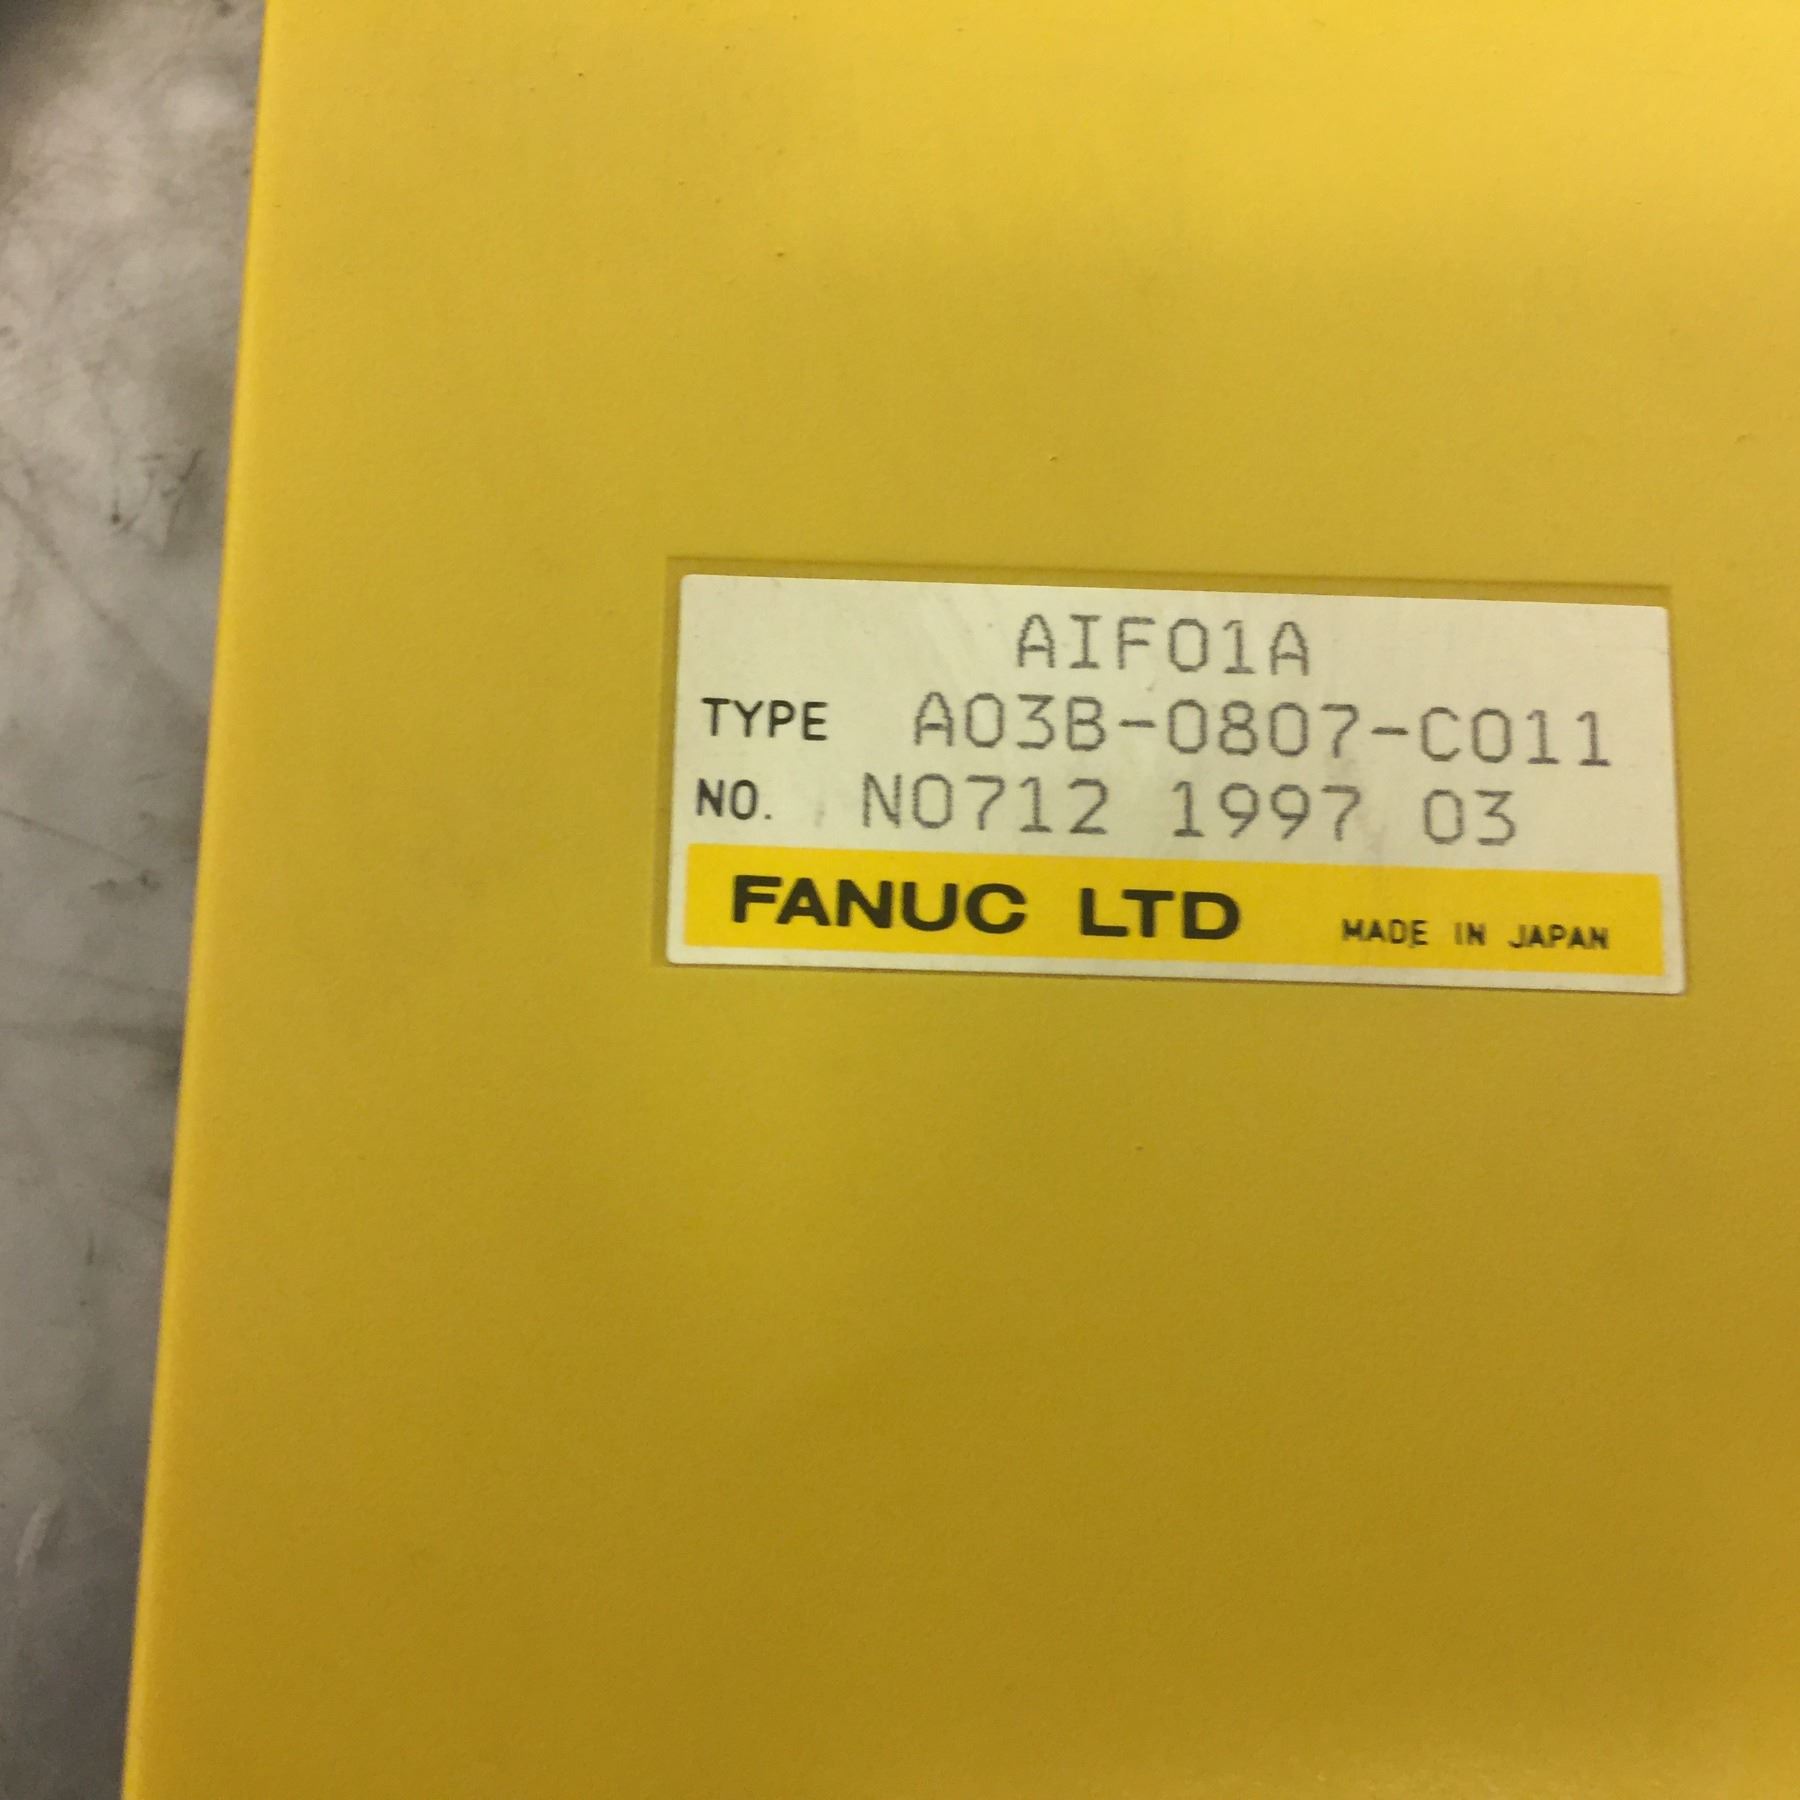 AIF01A
TYPE A03B-0807-C011
NO. N0712 1997 03
FANUC LTD MADE IN JAPAN